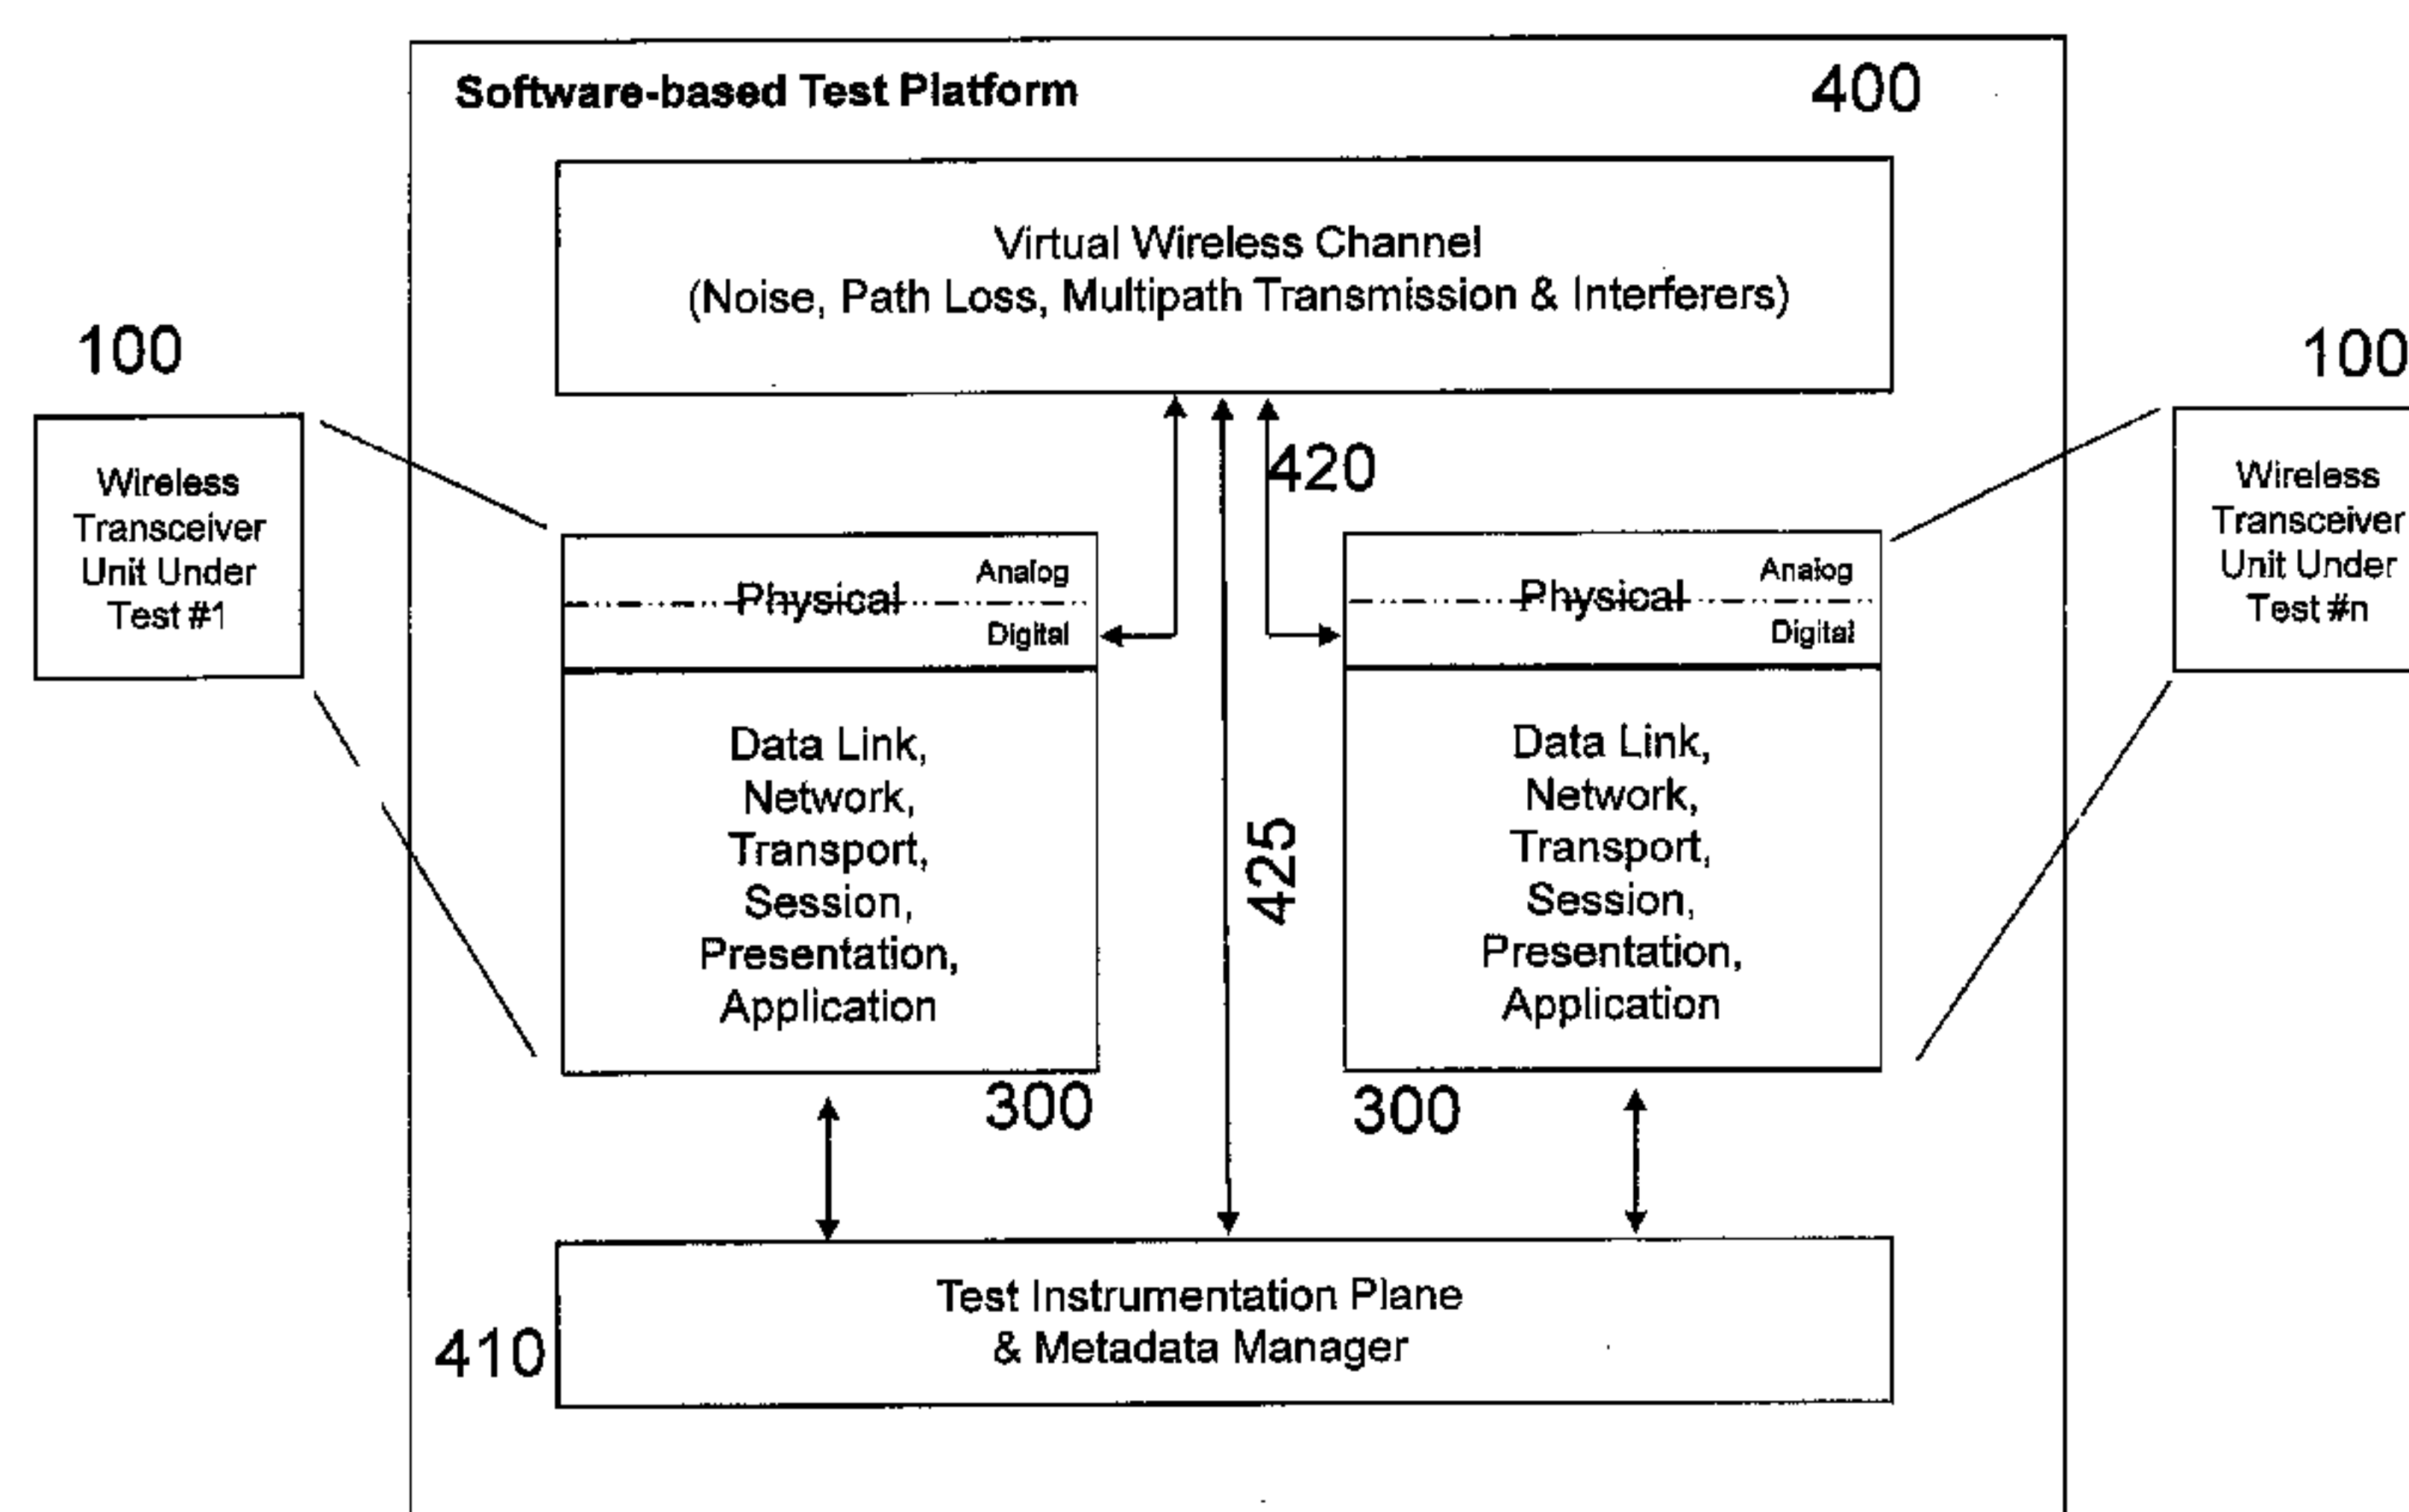 Software-based Test Platform
400
Virtual Wireless Channel
(Noise, Path Loss, Multipath Transmission & Interferers)
100
100
Wireless
Transceiver
Unit Under
Test #1
420
Wireless
Transceiver
Unit Under
Test #n
Physical
Analog
Digital
Physical
Analog
Digital
Data Link,
Network,
Transport,
Session,
Presentation,
Application
425
Data Link,
Network,
Transport,
Session,
Presentation,
Application
300
300
Test Instrumentation Plane
& Metadata Manager
410